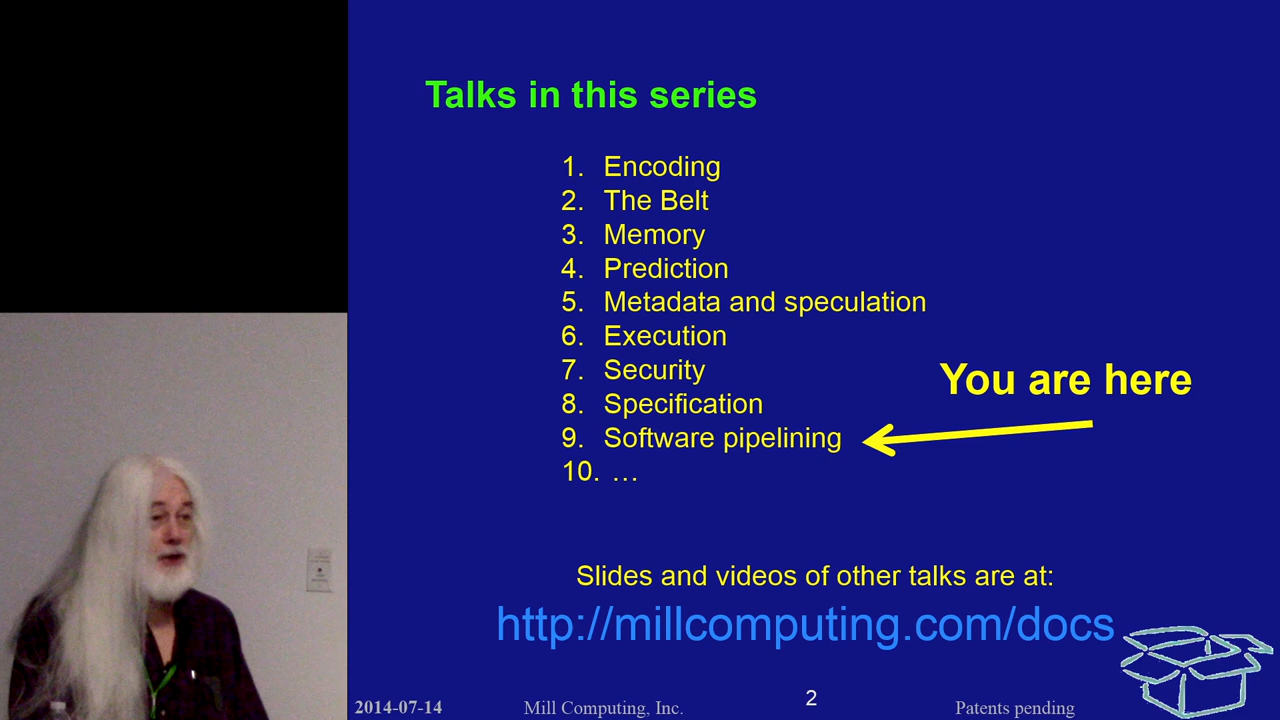 Talks in this series
1. Encoding
2. The Belt
3. Memory
4. Prediction
5. Metadata and speculation
6. Execution
7. Security
8. Specification
9. Software pipelining
10. …
You are here
Slides and videos of other talks are at:
http://millcomputing.com/docs
2014-07-14 Mill Computing, Inc. 2 Patents pending